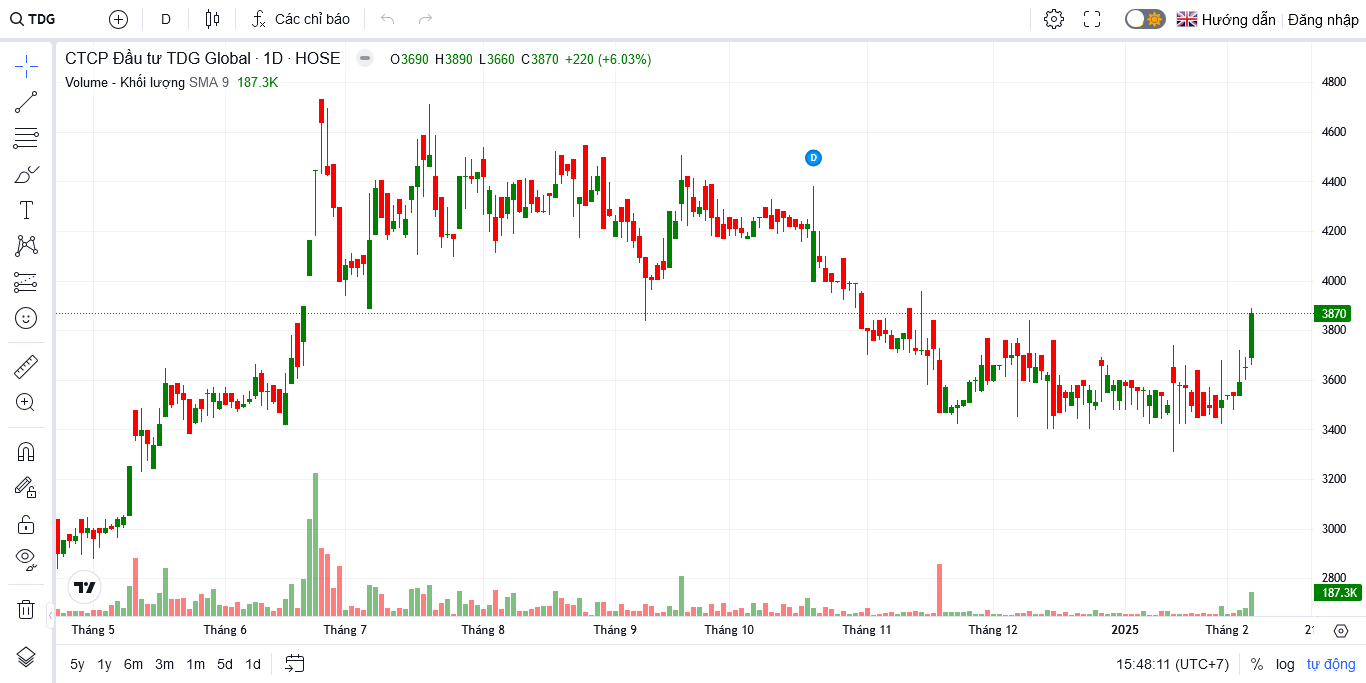 TDG D Các chỉ báo Hướng dẫn Đăng nhập
CTCP Đầu tư TDG Global · 1D · HOSE O3690 H3890 L3660 C3870 +220 (+6.03%)
Volume - Khối lượng SMA 9 187.3K
D
4800
4600
4400
4200
4000
3870
3800
3600
3400
3200
3000
2800
187.3K
Tháng 5 Tháng 6 Tháng 7 Tháng 8 Tháng 9 Tháng 10 Tháng 11 Tháng 12 2025 Tháng 2
5y 1y 6m 3m 1m 5d 1d 15:48:11 (UTC+7) % log tự động